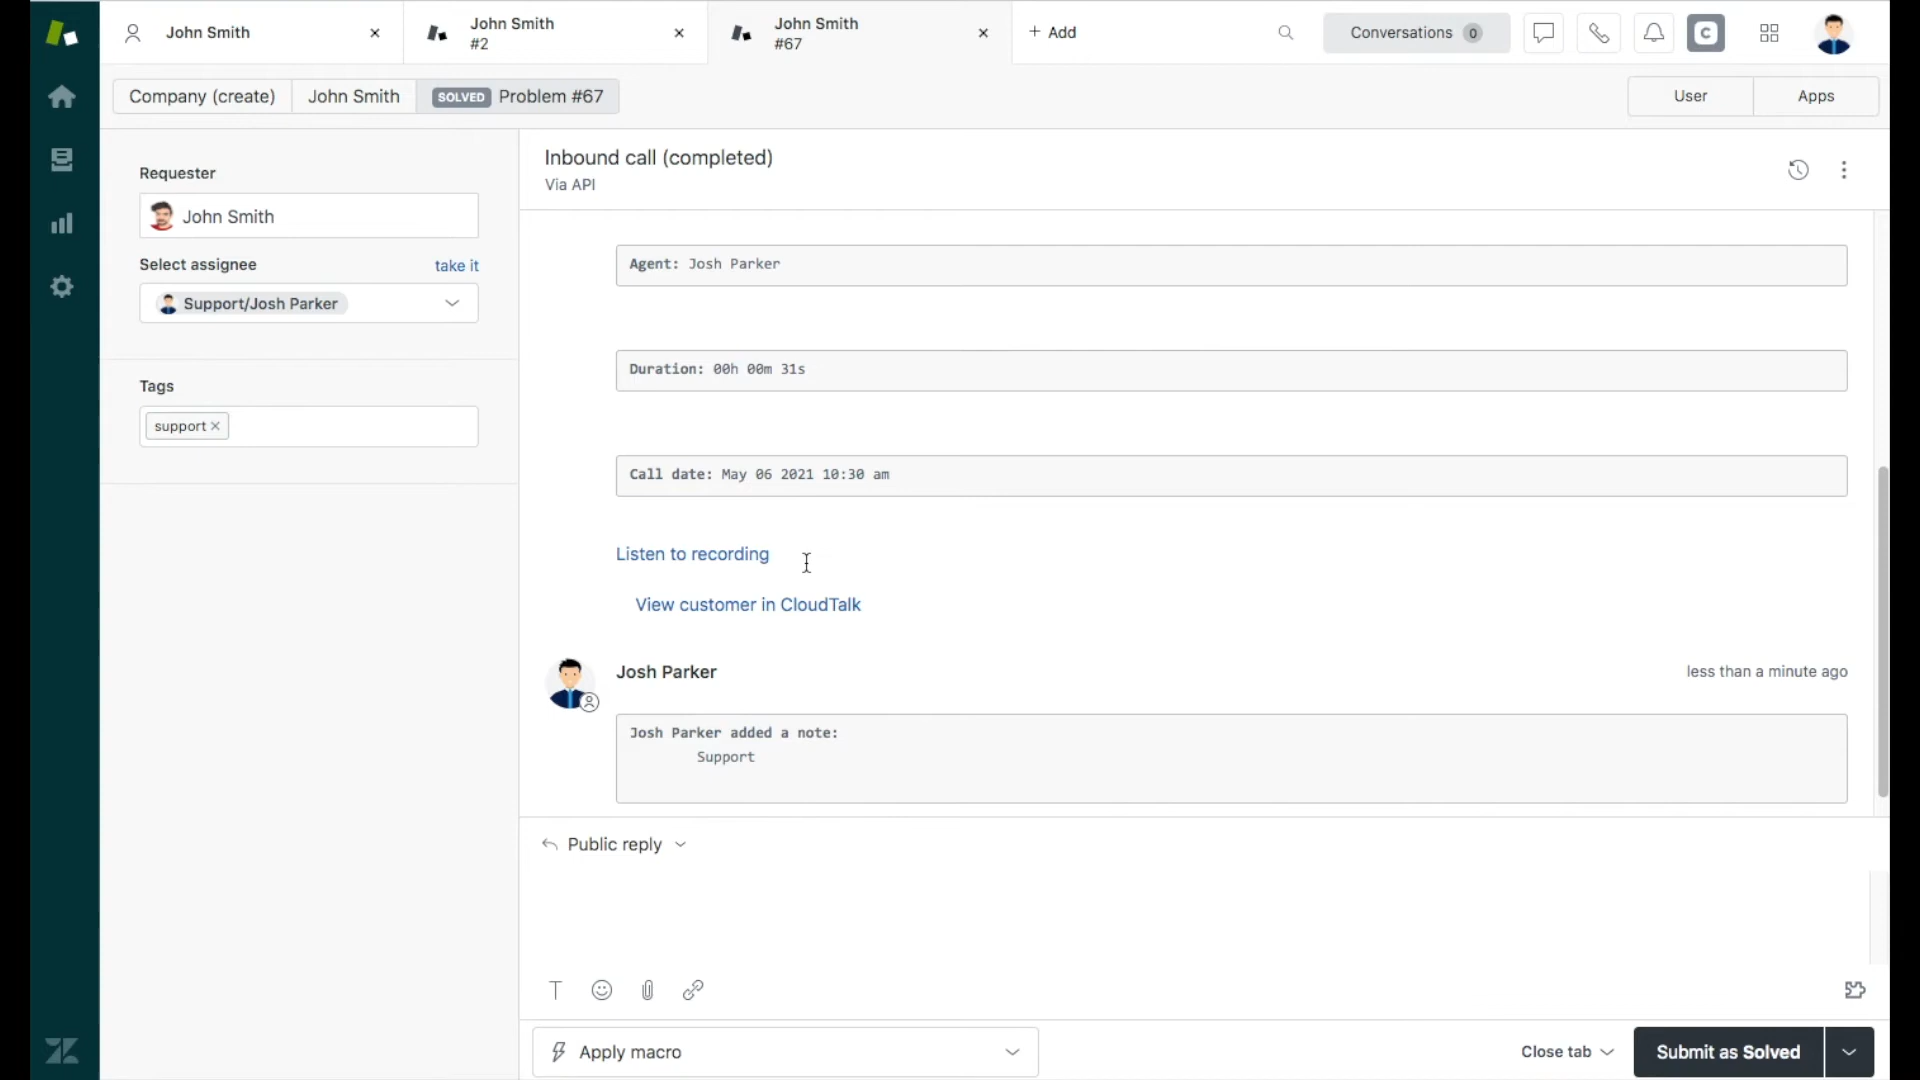 John Smith
John Smith
#2
John Smith
#67
+ Add
Conversations 0
C
Company (create)
John Smith
SOLVED Problem #67
User
Apps
Requester
John Smith
Select assignee
take it
Support/Josh Parker
Tags
support ×
Inbound call (completed)
Via API
Agent: Josh Parker
Duration: 00h 00m 31s
Call date: May 06 2021 10:30 am
Listen to recording
View customer in CloudTalk
Josh Parker
less than a minute ago
Josh Parker added a note:
Support
Public reply
Apply macro
Close tab
Submit as Solved